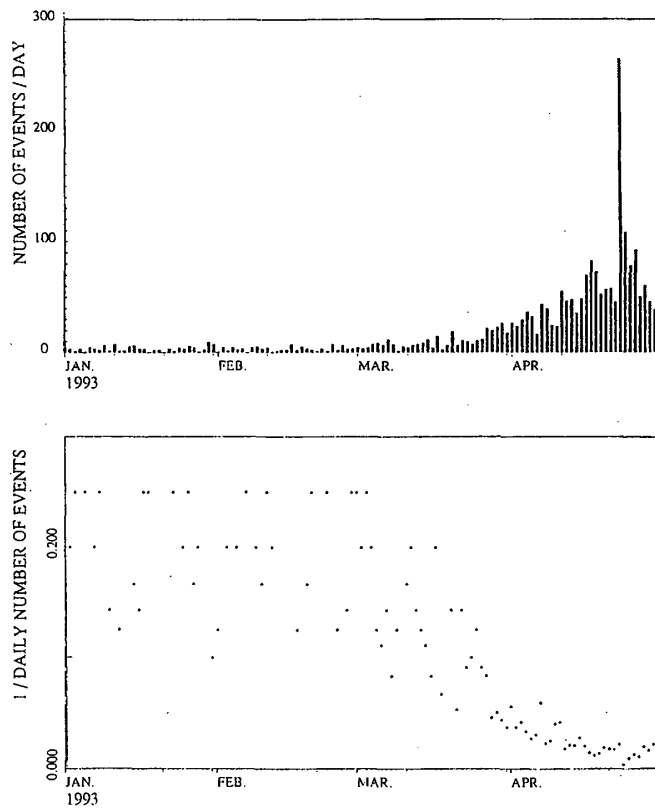 300
200
100
0
NUMBER OF EVENTS / DAY
JAN. FEB. MAR. APR.
1993
0.200
0.000
1 / DAILY NUMBER OF EVENTS
JAN. FEB. MAR. APR.
1993